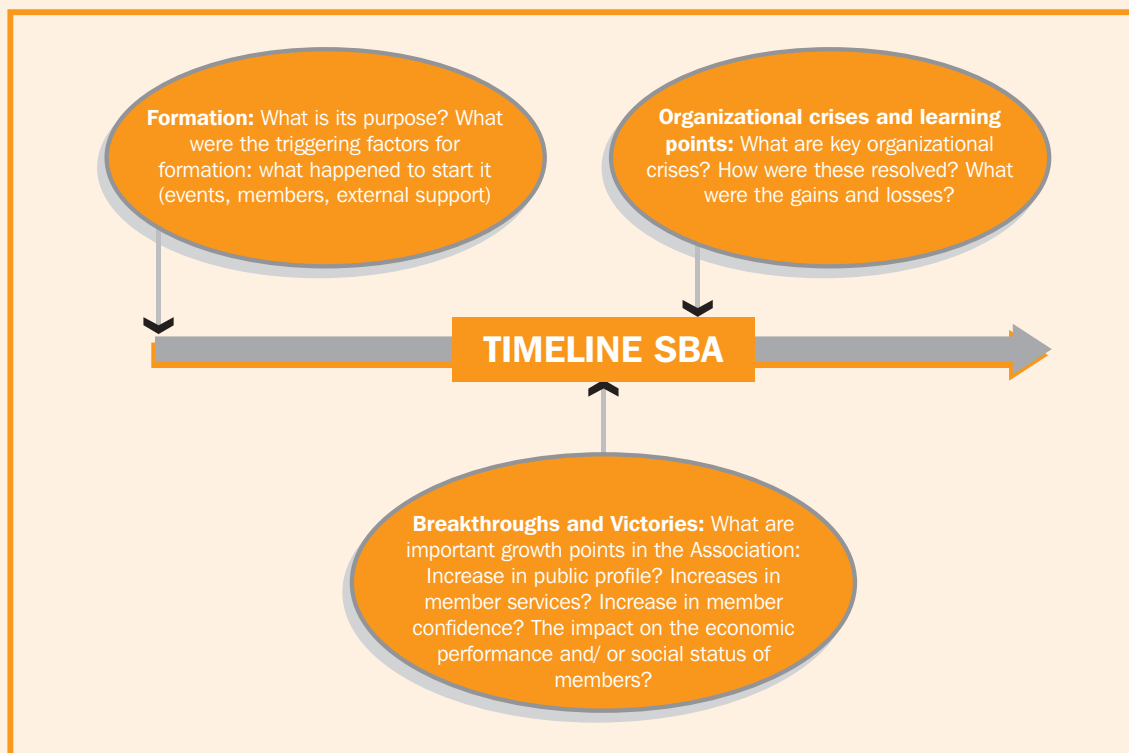 Formation: What is its purpose? What
were the triggering factors for
formation: what happened to start it
(events, members, external support)
Organizational crises and learning
points: What are key organizational
crises? How were these resolved? What
were the gains and losses?
TIMELINE SBA
Breakthroughs and Victories: What are
important growth points in the Association:
Increase in public profile? Increases in
member services? Increase in member
confidence? The impact on the economic
performance and/ or social status of
members?